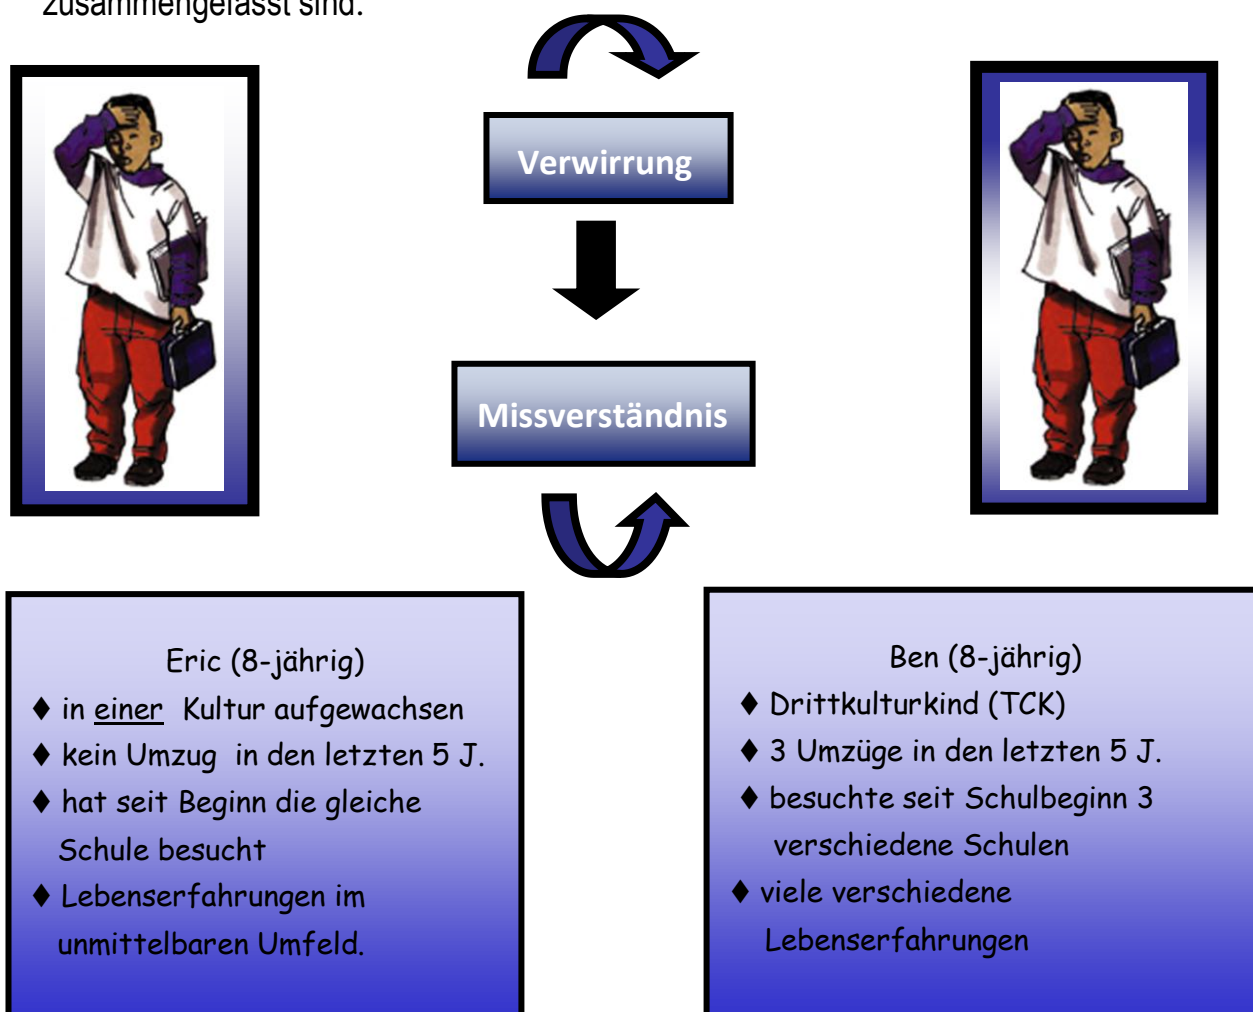 zusammengefasst sind.
Verwirrung
Missverständnis
Eric (8-jährig)
♦ in einer Kultur aufgewachsen
♦ kein Umzug in den letzten 5 J.
♦ hat seit Beginn die gleiche
Schule besucht
♦ Lebenserfahrungen im
unmittelbaren Umfeld.
Ben (8-jährig)
♦ Drittkulturkind (TCK)
♦ 3 Umzüge in den letzten 5 J.
♦ besuchte seit Schulbeginn 3
verschiedene Schulen
♦ viele verschiedene
Lebenserfahrungen